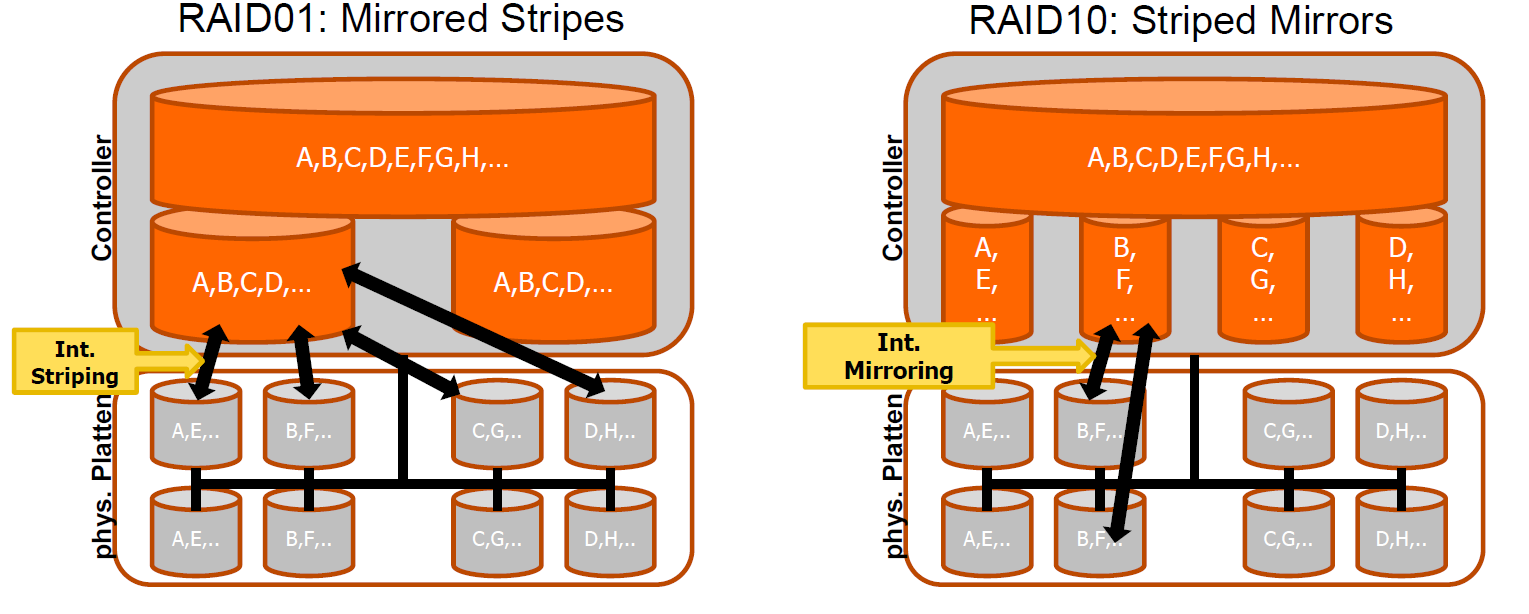 RAID01: Mirrored Stripes
Controller
A,B,C,D,E,F,G,H,...
A,B,C,D,...
A,B,C,D,...
Int.
Striping
phys. Platten
A,E,..
B,F,..
C,G,..
D,H,..
A,E,..
B,F,..
C,G,..
D,H,..
RAID10: Striped Mirrors
Controller
A,B,C,D,E,F,G,H,...
A,
E,
...
B,
F,
...
C,
G,
...
D,
H,
...
Int.
Mirroring
phys. Platten
A,E,..
B,F,..
C,G,..
D,H,..
A,E,..
B,F,..
C,G,..
D,H,..